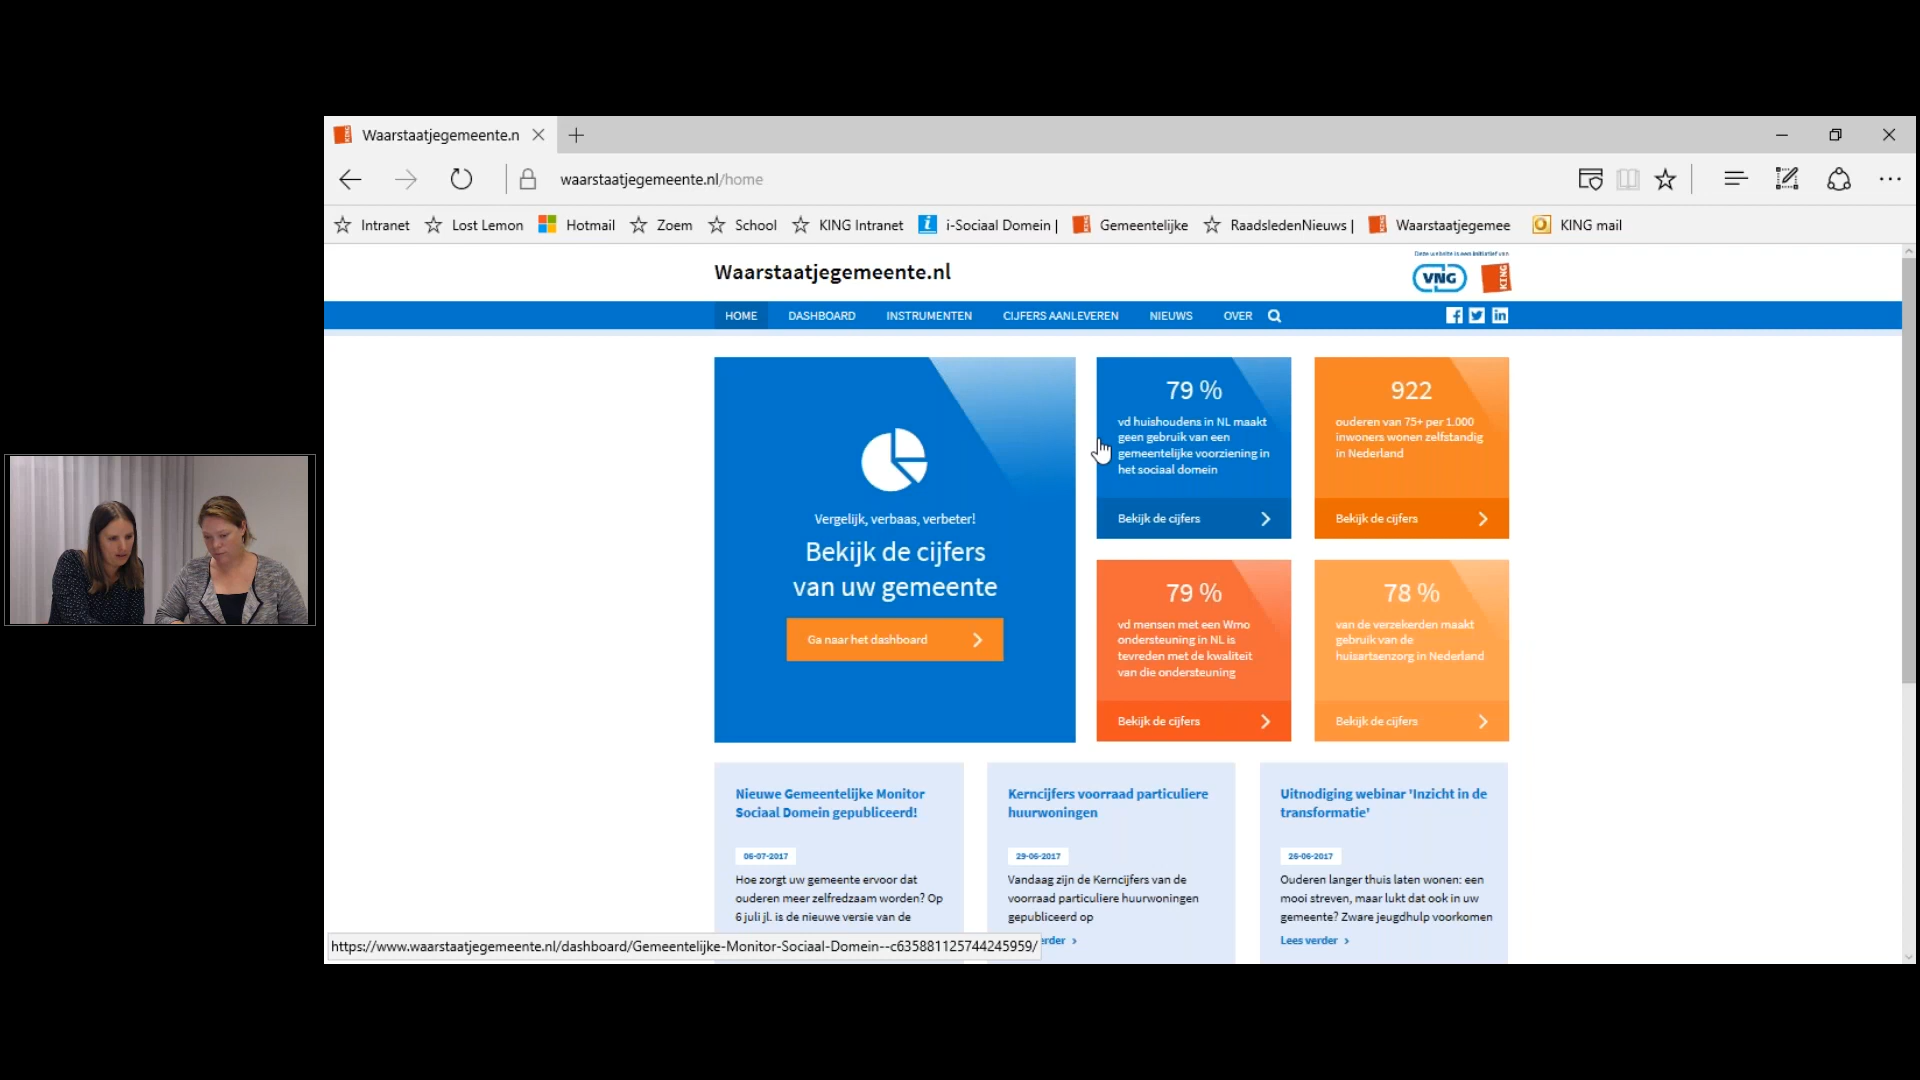 Waarstaatjegemeente.n
waarstaatjegemeente.nl/home
Intranet
Lost Lemon
Hotmail
Zoem
School
KING Intranet
i-Sociaal Domein |
Gemeentelijke
RaadsledenNieuws |
Waarstaatjegemee
KING mail
Waarstaatjegemeente.nl
Deze website is een initiatief van
VNG
KING
HOME
DASHBOARD
INSTRUMENTEN
CIJFERS AANLEVEREN
NIEUWS
OVER
Vergelijk, verbaas, verbeter!
Bekijk de cijfers
van uw gemeente
Ga naar het dashboard
79 %
vd huishoudens in NL maakt
geen gebruik van een
gemeentelijke voorziening in
het sociaal domein
Bekijk de cijfers
922
ouderen van 75+ per 1.000
inwoners wonen zelfstandig
in Nederland
Bekijk de cijfers
79 %
vd mensen met een Wmo
ondersteuning in NL is
tevreden met de kwaliteit
van die ondersteuning
Bekijk de cijfers
78 %
van de verzekerden maakt
gebruik van de
huisartsenzorg in Nederland
Bekijk de cijfers
Nieuwe Gemeentelijke Monitor
Sociaal Domein gepubliceerd!
06-07-2017
Hoe zorgt uw gemeente ervoor dat
ouderen meer zelfredzaam worden? Op
6 juli jl. is de nieuwe versie van de
Kerncijfers voorraad particuliere
huurwoningen
29-06-2017
Vandaag zijn de Kerncijfers van de
voorraad particuliere huurwoningen
gepubliceerd op
erder
Uitnodiging webinar 'Inzicht in de
transformatie'
26-06-2017
Ouderen langer thuis laten wonen: een
mooi streven, maar lukt dat ook in uw
gemeente? Zware jeugdhulp voorkomen
Lees verder
https://www.waarstaatjegemeente.nl/dashboard/Gemeentelijke-Monitor-Sociaal-Domein--c635881125744245959/